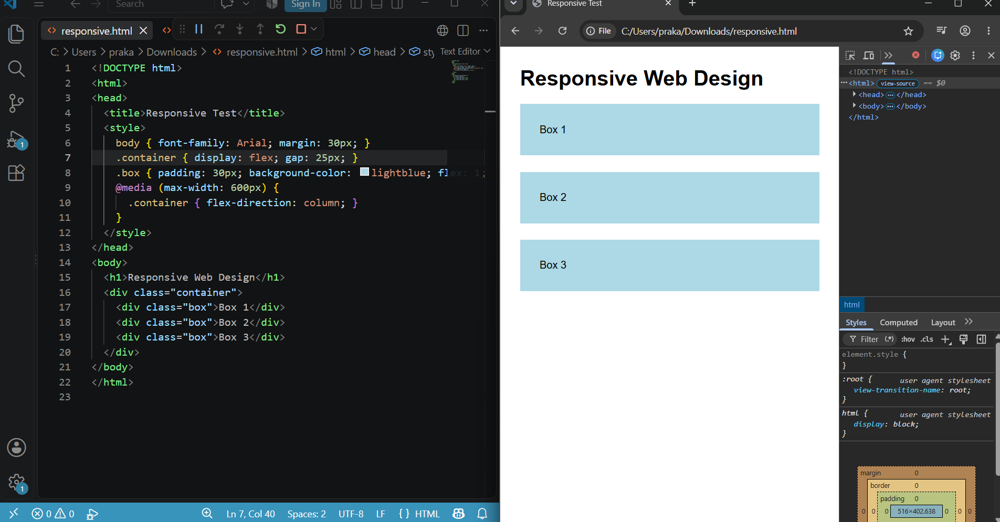 Search
Sign In
responsive.html
C: > Users > praka > Downloads > responsive.html > html > head > sty
Text Editor
1 <!DOCTYPE html>
2 <html>
3 <head>
4 <title>Responsive Test</title>
5 <style>
6 body { font-family: Arial; margin: 30px; }
7 .container { display: flex; gap: 25px; }
8 .box { padding: 30px; background-color: lightblue; flex: 1;
9 @media (max-width: 600px) {
10 .container { flex-direction: column; }
11 }
12 </style>
13 </head>
14 <body>
15 <h1>Responsive Web Design</h1>
16 <div class="container">
17 <div class="box">Box 1</div>
18 <div class="box">Box 2</div>
19 <div class="box">Box 3</div>
20 </div>
21 </body>
22 </html>
23
1
1
0 0
Ln 7, Col 40
Spaces: 2
UTF-8
LF
{ } HTML
Responsive Test
File
C:/Users/praka/Downloads/responsive.html
Responsive Web Design
Box 1
Box 2
Box 3
<!DOCTYPE html>
<html> view-source == $0
<head> </head>
<body> </body>
</html>
html
Styles Computed Layout
Filter (.*) :hov .cls
element.style {
}
:root { user agent stylesheet
view-transition-name: root;
}
html { user agent stylesheet
display: block;
}
margin 0
border 0
padding 0
0 0 0 516×402.638 0 0 0